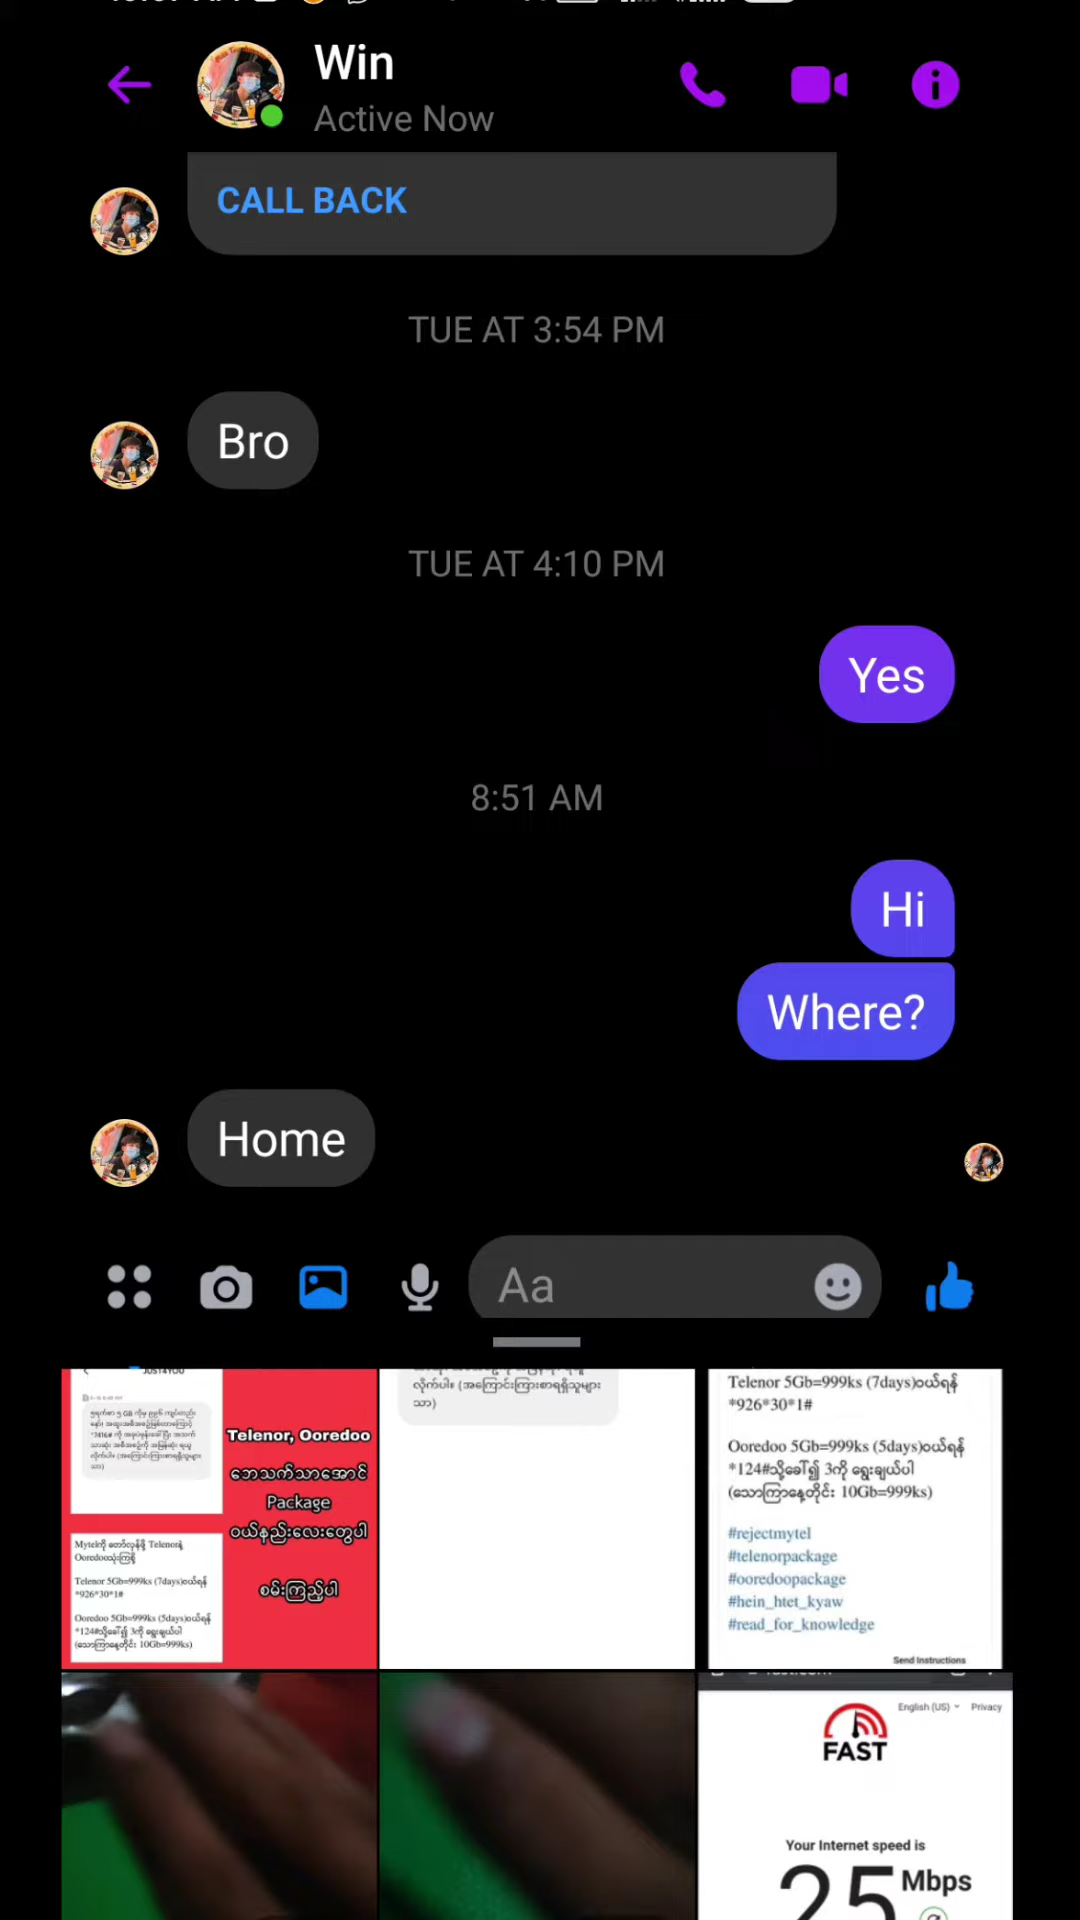 Win
Active Now
CALL BACK
TUE AT 3:54 PM
Bro
TUE AT 4:10 PM
Yes
8:51 AM
Hi
Where?
Home
Aa
JUST4YOU
Telenor, Ooredoo
ဘေသက်သာအောင်
Package
ဝယ်နည်းလေးတွေပါ
စမ်းကြည့်ပါ
Mytelကို တော်လှန်ဖို့ Telenorနဲ့
Ooredooသုံးကြစို့
Telenor 5Gb=999ks (7days)ဝယ်ရန်
*926*30*1#
Ooredoo 5Gb=999ks (5days)ဝယ်ရန်
*124#သို့ခေါ်၍ 3ကို ရွေးချယ်ပါ
(သောကြာနေ့တိုင်း 10Gb=999ks)
လိုက်ပါ။ (အကြောင်းကြားစာရရှိသူများ
သာ)
Telenor 5Gb=999ks (7days)ဝယ်ရန်
*926*30*1#
Ooredoo 5Gb=999ks (5days)ဝယ်ရန်
*124#သို့ခေါ်၍ 3ကို ရွေးချယ်ပါ
(သောကြာနေ့တိုင်း 10Gb=999ks)
#rejectmytel
#telenorpackage
#ooredoopackage
#hein_htet_kyaw
#read_for_knowledge
Send Instructions
English (US)
Privacy
FAST
Your Internet speed is
25 Mbps